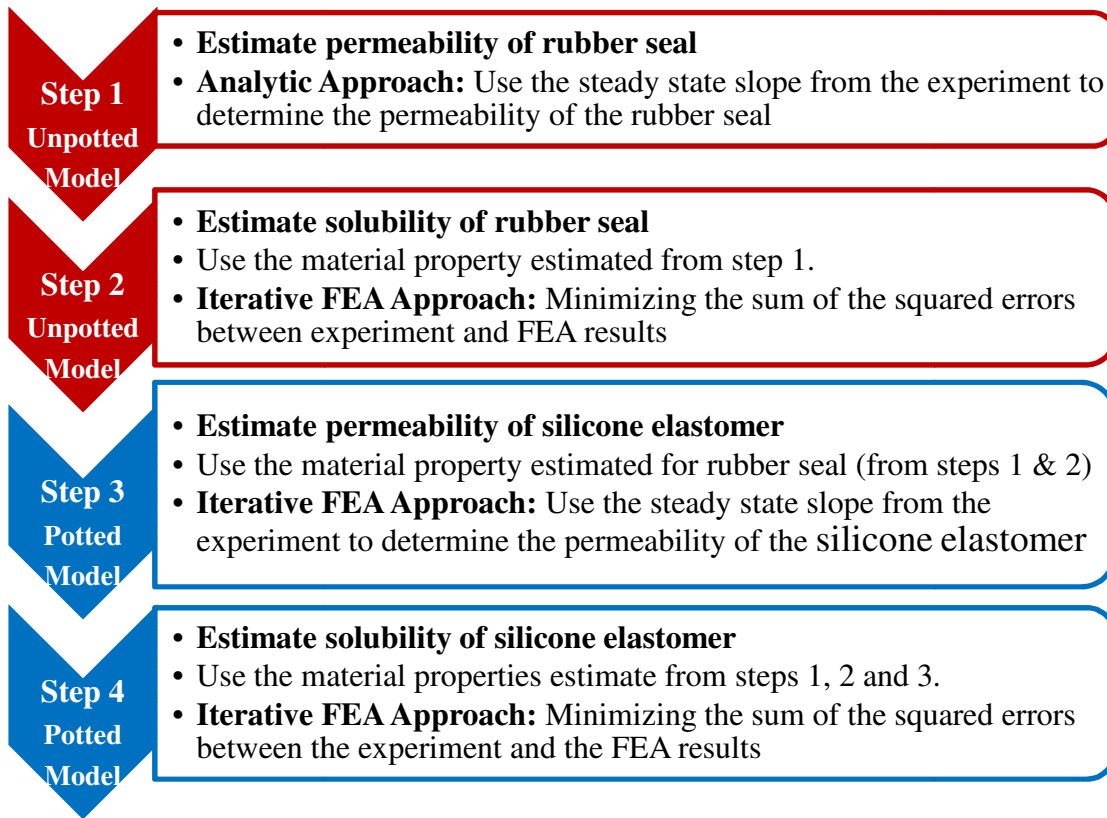 Step 1
Unpotted
Model
• Estimate permeability of rubber seal
• Analytic Approach: Use the steady state slope from the experiment to
determine the permeability of the rubber seal
Step 2
Unpotted
Model
• Estimate solubility of rubber seal
• Use the material property estimated from step 1.
• Iterative FEA Approach: Minimizing the sum of the squared errors
between experiment and FEA results
Step 3
Potted
Model
• Estimate permeability of silicone elastomer
• Use the material property estimated for rubber seal (from steps 1 & 2)
• Iterative FEA Approach: Use the steady state slope from the
experiment to determine the permeability of the silicone elastomer
Step 4
Potted
Model
• Estimate solubility of silicone elastomer
• Use the material properties estimate from steps 1, 2 and 3.
• Iterative FEA Approach: Minimizing the sum of the squared errors
between the experiment and the FEA results